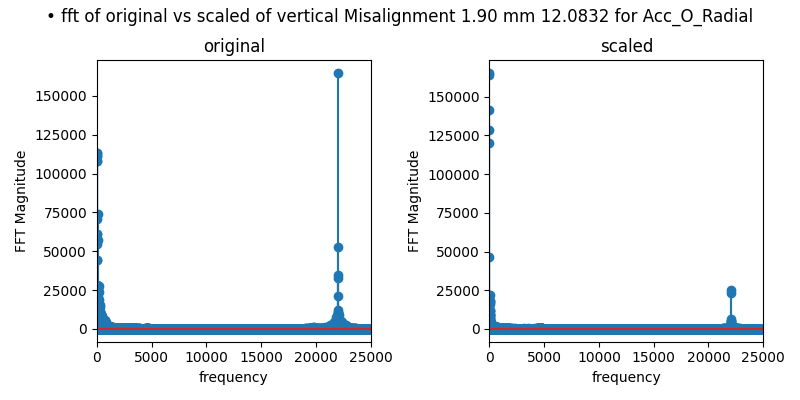 • fft of original vs scaled of vertical Misalignment 1.90 mm 12.0832 for Acc_O_Radial
original
FFT Magnitude
150000
125000
100000
75000
50000
25000
0
0 5000 10000 15000 20000 25000
frequency
scaled
FFT Magnitude
150000
125000
100000
75000
50000
25000
0
0 5000 10000 15000 20000 25000
frequency